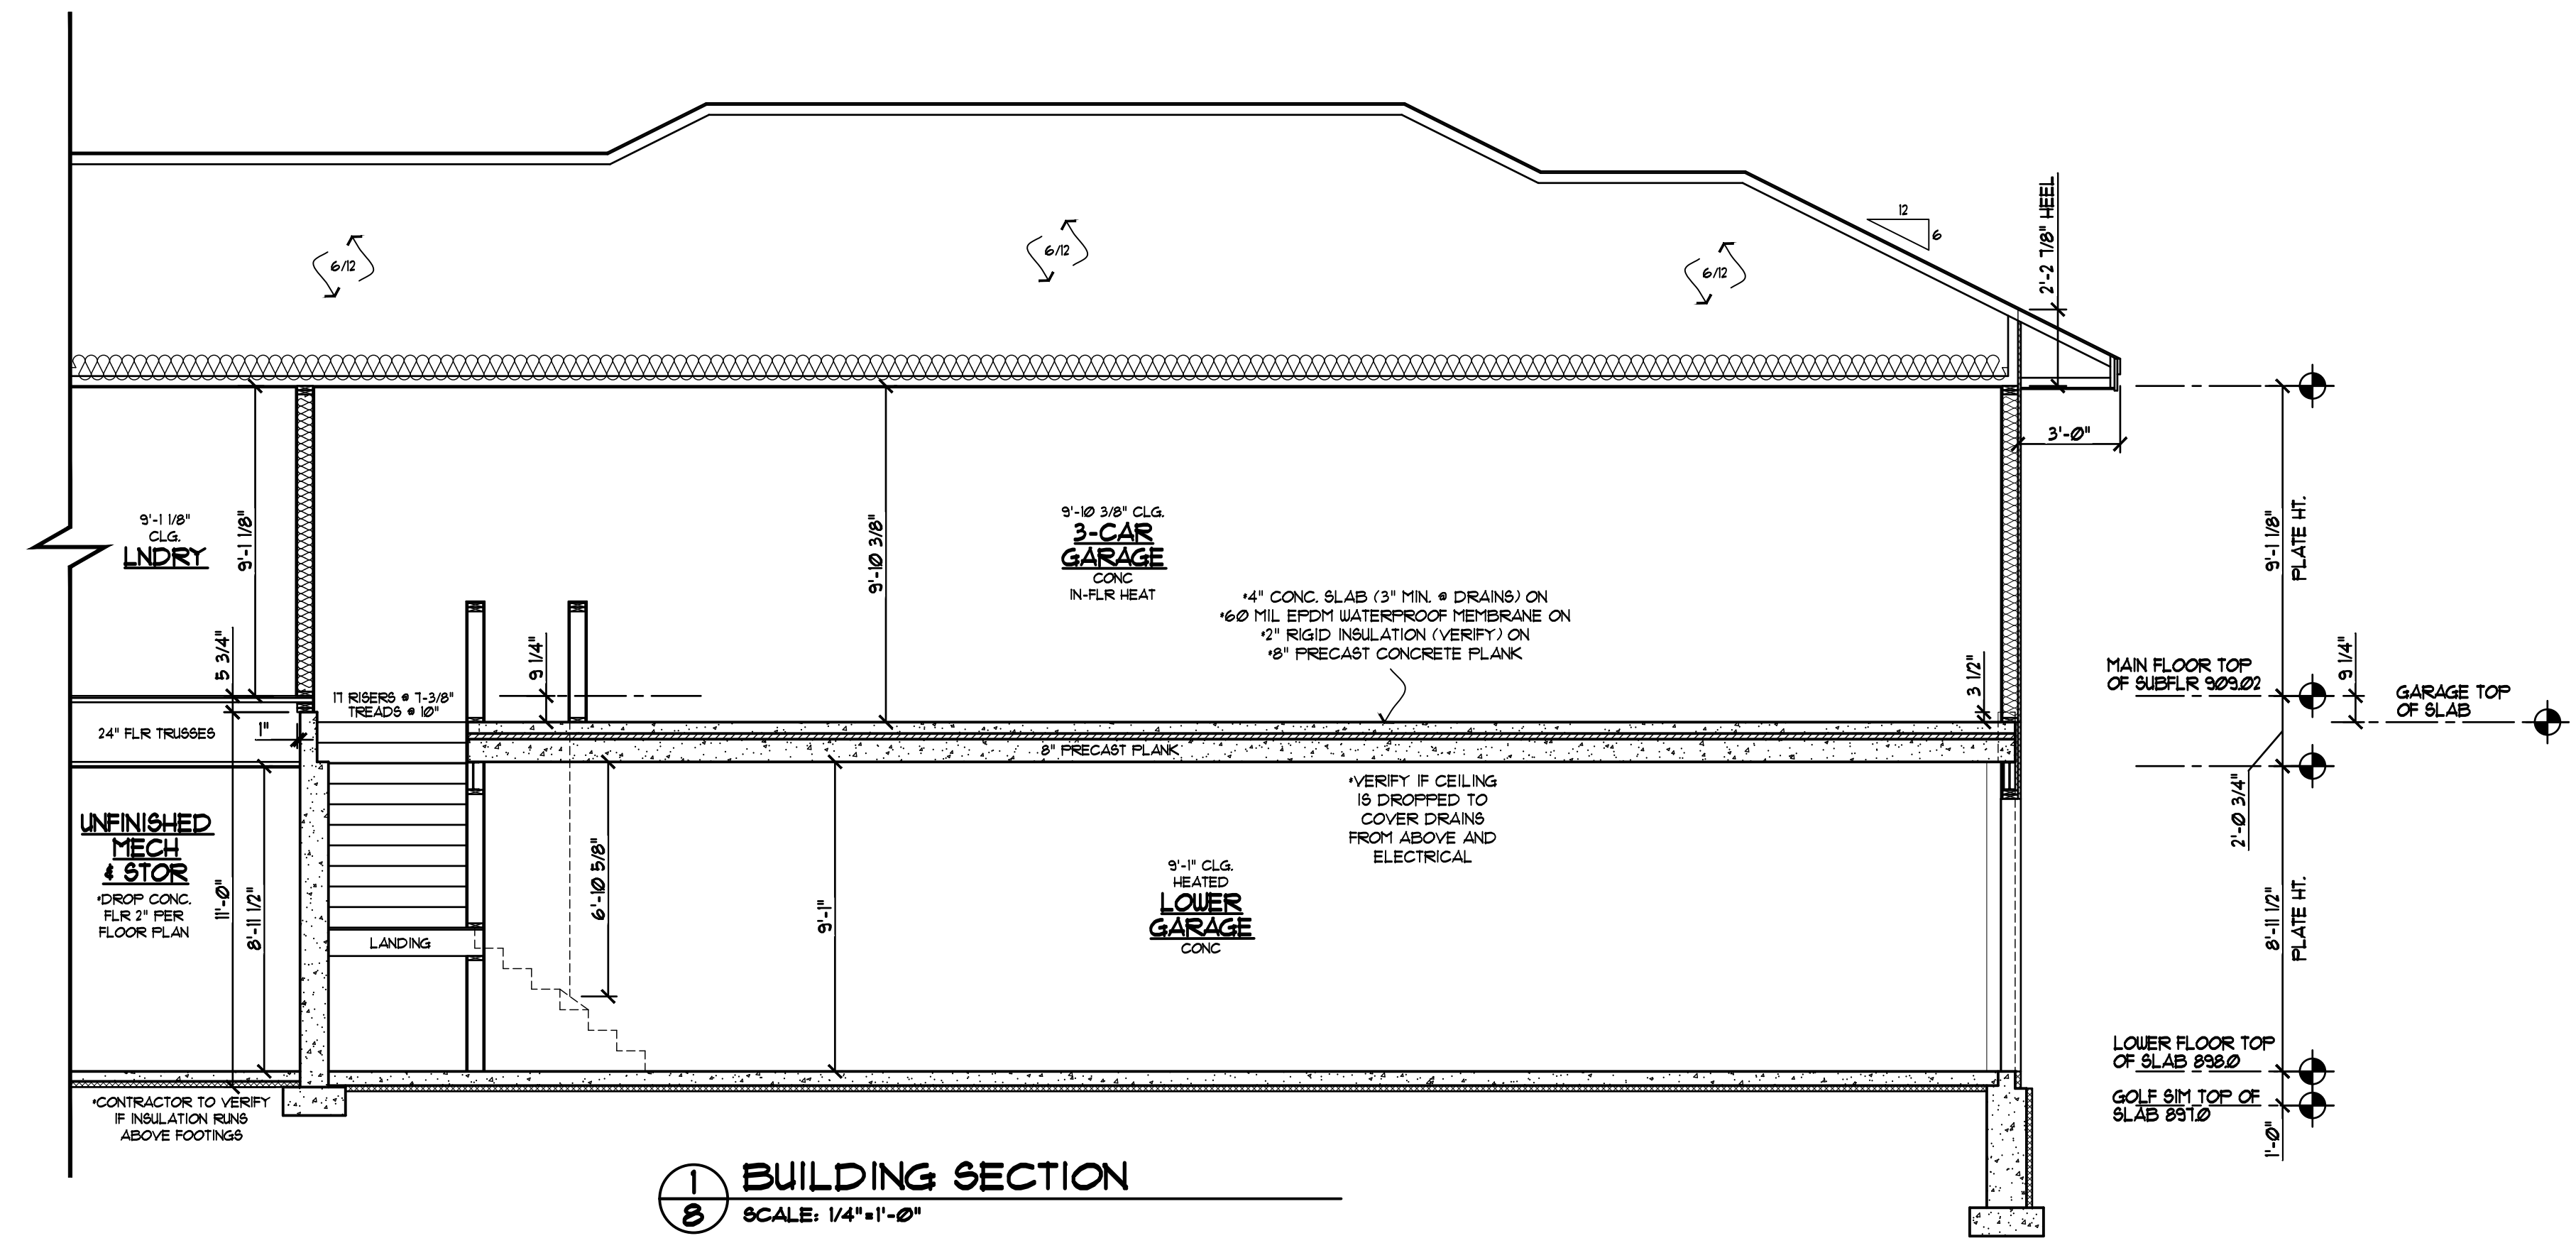 12
6
2'-2 7/8" HEEL
6/12
6/12
6/12
3'-0"
9'-1 1/8"
CLG.
LNDRY
9'-1 1/8"
9'-10 3/8"
9'-10 3/8" CLG.
3-CAR
GARAGE
CONC
IN-FLR HEAT
*4" CONC. SLAB (3" MIN. @ DRAINS) ON
*60 MIL EPDM WATERPROOF MEMBRANE ON
*2" RIGID INSULATION (VERIFY) ON
*8" PRECAST CONCRETE PLANK
9'-1 1/8"
PLATE HT.
5 3/4"
9 1/4"
3 1/2"
MAIN FLOOR TOP
OF SUBFLR 909.02
9 1/4"
GARAGE TOP
OF SLAB
17 RISERS @ 7-3/8"
TREADS @ 10"
24" FLR TRUSSES
1"
8" PRECAST PLANK
*VERIFY IF CEILING
IS DROPPED TO
COVER DRAINS
FROM ABOVE AND
ELECTRICAL
2'-0 3/4"
UNFINISHED
MECH
& STOR
*DROP CONC.
FLR 2" PER
FLOOR PLAN
11'-0"
8'-11 1/2"
LANDING
6'-10 5/8"
9'-1"
9'-1" CLG.
HEATED
LOWER
GARAGE
CONC
8'-11 1/2"
PLATE HT.
LOWER FLOOR TOP
OF SLAB 898.0
GOLF SIM TOP OF
SLAB 897.0
1'-0"
*CONTRACTOR TO VERIFY
IF INSULATION RUNS
ABOVE FOOTINGS
1
8
BUILDING SECTION
SCALE: 1/4"=1'-0"